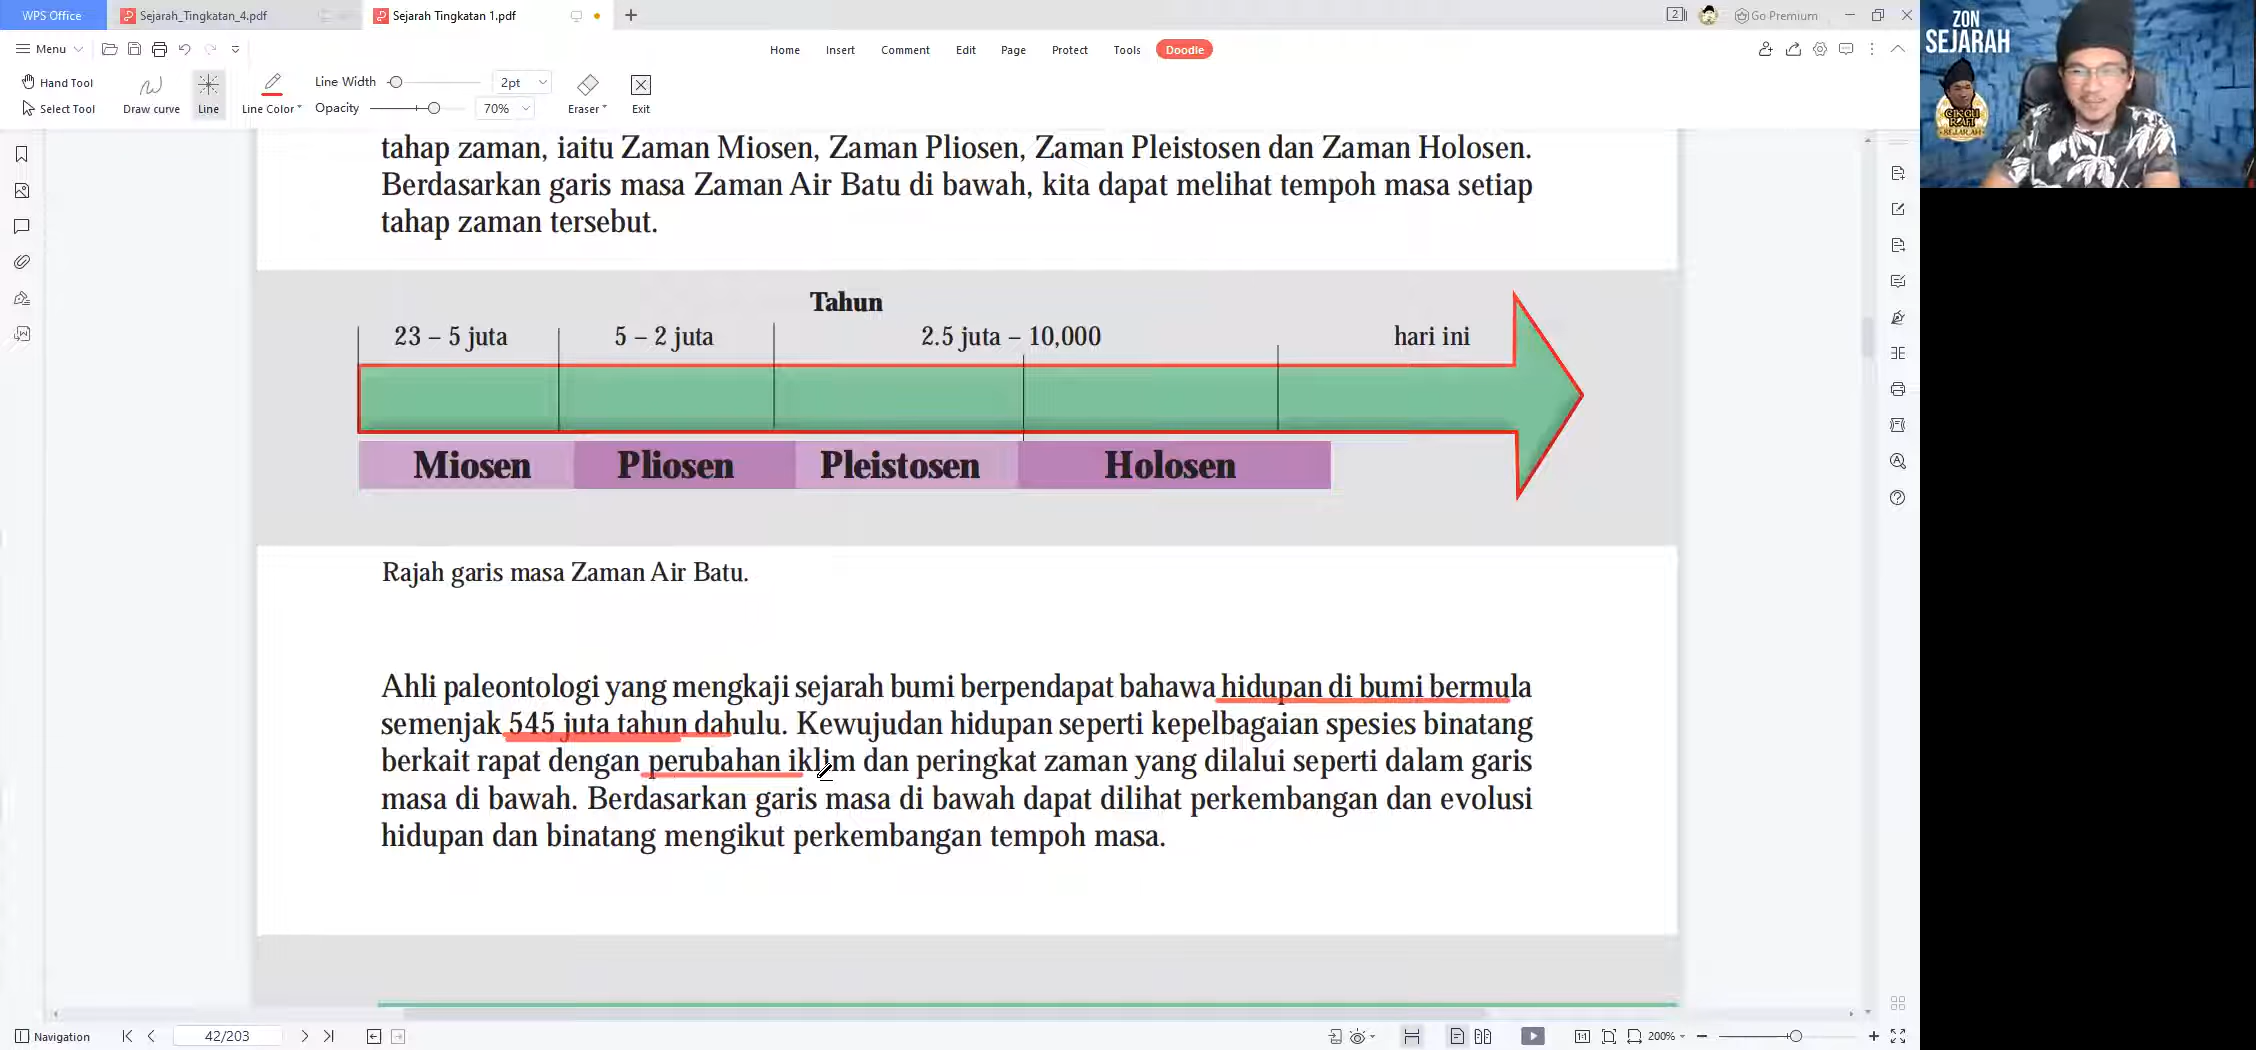 WPS Office
Sejarah_Tingkatan_4.pdf
Sejarah Tingkatan 1.pdf
2
Go Premium
Menu
Home
Insert
Comment
Edit
Page
Protect
Tools
Doodle
Hand Tool
Select Tool
Draw curve
Line
Line Color
Line Width
2pt
Opacity
70%
Eraser
Exit
tahap zaman, iaitu Zaman Miosen, Zaman Pliosen, Zaman Pleistosen dan Zaman Holosen.
Berdasarkan garis masa Zaman Air Batu di bawah, kita dapat melihat tempoh masa setiap
tahap zaman tersebut.
Tahun
23 – 5 juta
5 – 2 juta
2.5 juta – 10,000
hari ini
Miosen
Pliosen
Pleistosen
Holosen
Rajah garis masa Zaman Air Batu.
Ahli paleontologi yang mengkaji sejarah bumi berpendapat bahawa hidupan di bumi bermula
semenjak 545 juta tahun dahulu. Kewujudan hidupan seperti kepelbagaian spesies binatang
berkait rapat dengan perubahan iklim dan peringkat zaman yang dilalui seperti dalam garis
masa di bawah. Berdasarkan garis masa di bawah dapat dilihat perkembangan dan evolusi
hidupan dan binatang mengikut perkembangan tempoh masa.
Navigation
42/203
1:1
200%
ZON
SEJARAH
CIKGU
RAFI
SEJARAH